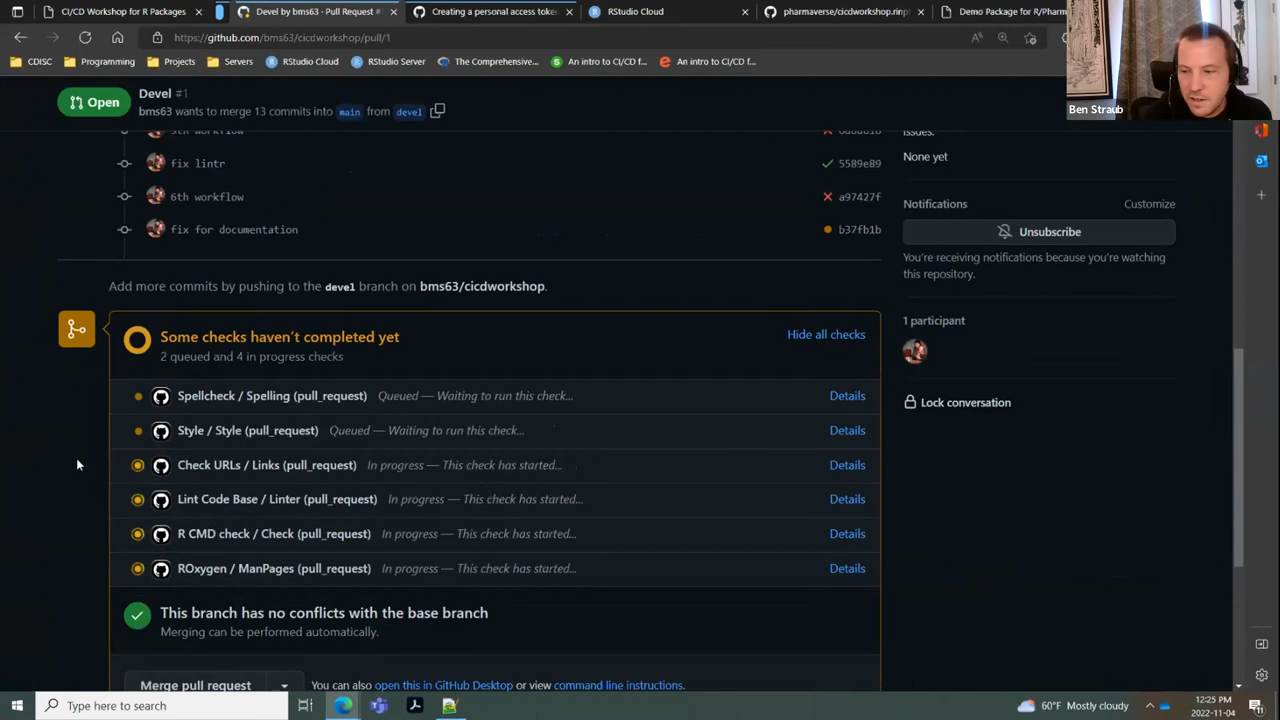 CI/CD Workshop for R Packages
Devel by bms63 · Pull Request #
Creating a personal access toke
RStudio Cloud
pharmaverse/cicdworkshop.rinp
Demo Package for R/Pharm
https://github.com/bms63/cicdworkshop/pull/1
CDISC
Programming
Projects
Servers
RStudio Cloud
RStudio Server
The Comprehensive...
An intro to CI/CD f...
An intro to CI/CD f...
Ben Straub
Open
Devel #1
bms63 wants to merge 13 commits into main from devel
5th workflow
issues.
fix lintr
5589e89
None yet
6th workflow
a97427f
Notifications
Customize
fix for documentation
b37fb1b
Unsubscribe
You're receiving notifications because you're watching
this repository.
Add more commits by pushing to the devel branch on bms63/cicdworkshop.
1 participant
Some checks haven't completed yet
Hide all checks
2 queued and 4 in progress checks
Spellcheck / Spelling (pull_request) Queued — Waiting to run this check... Details
Lock conversation
Style / Style (pull_request) Queued — Waiting to run this check... Details
Check URLs / Links (pull_request) In progress — This check has started... Details
Lint Code Base / Linter (pull_request) In progress — This check has started... Details
R CMD check / Check (pull_request) In progress — This check has started... Details
ROxygen / ManPages (pull_request) In progress — This check has started... Details
This branch has no conflicts with the base branch
Merging can be performed automatically.
Merge pull request
You can also open this in GitHub Desktop or view command line instructions.
Type here to search
60°F Mostly cloudy
12:25 PM
2022-11-04
11